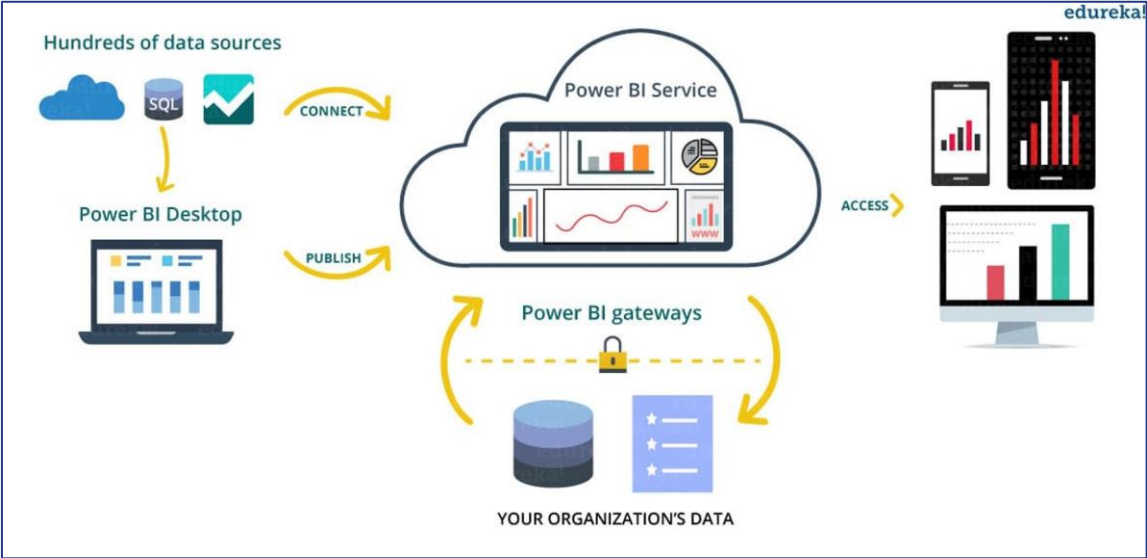 edureka!
Hundreds of data sources
SQL
CONNECT
Power BI Service
WWW
ACCESS
Power BI Desktop
PUBLISH
Power BI gateways
YOUR ORGANIZATION'S DATA